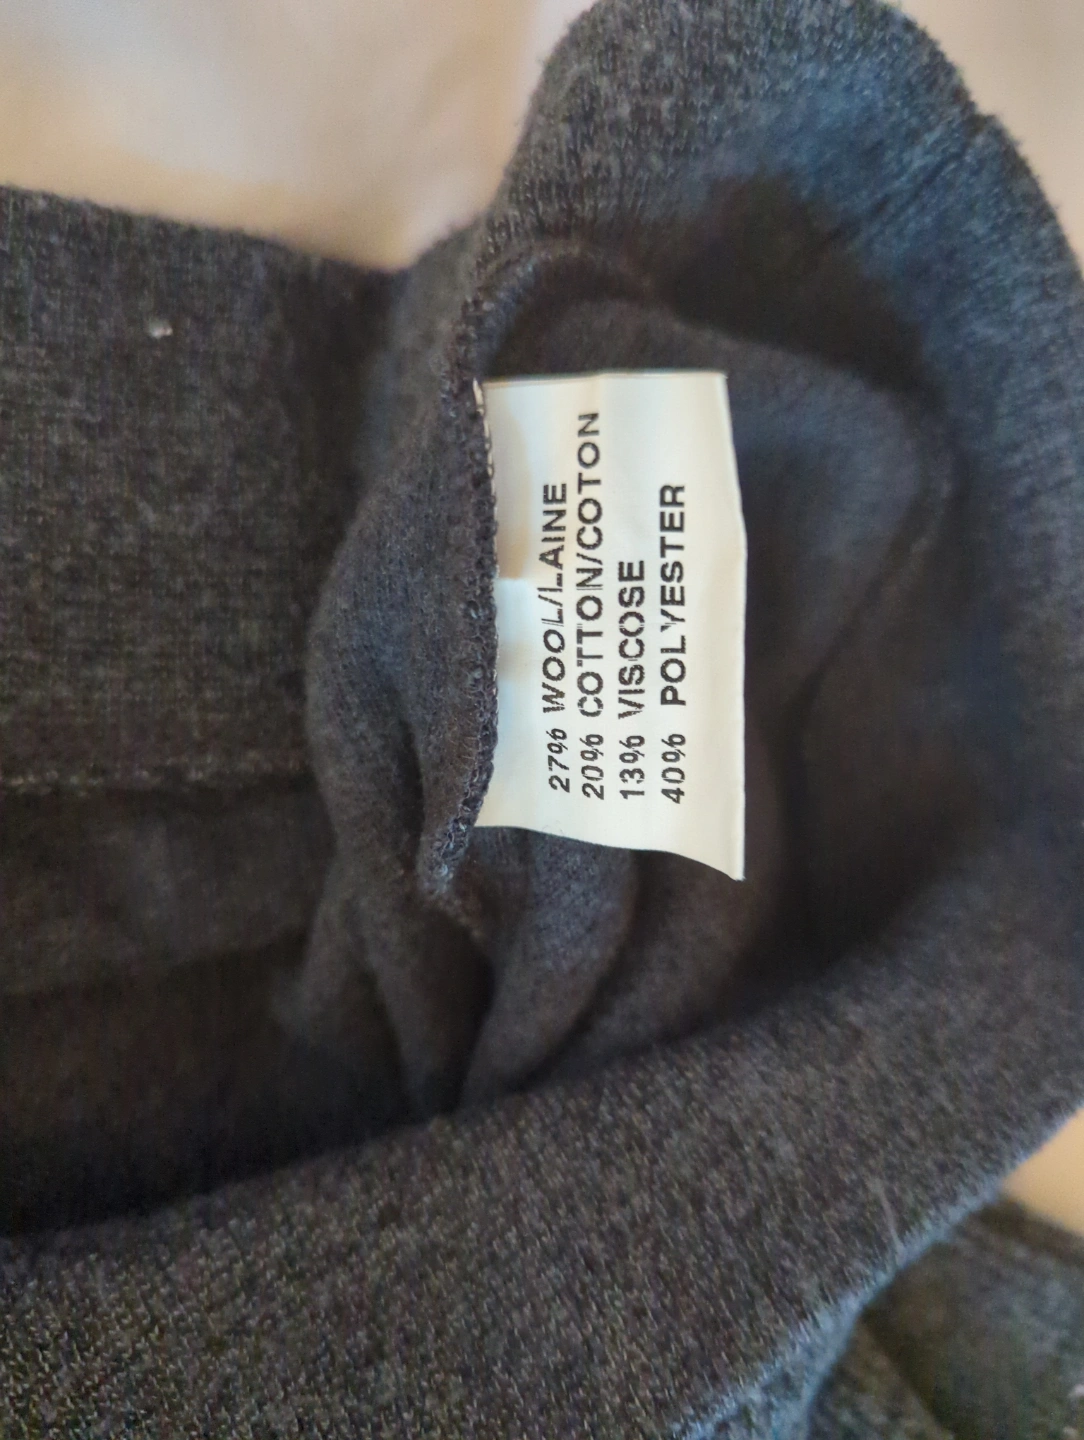 27% WOOL/LAINE
20% COTTON/COTON
13% VISCOSE
40% POLYESTER